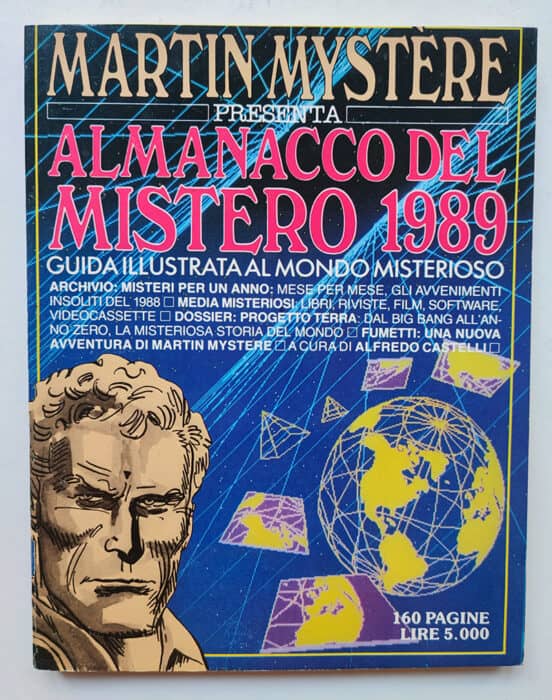 MARTIN MYSTÈRE
PRESENTA
ALMANACCO DEL
MISTERO 1989
GUIDA ILLUSTRATA AL MONDO MISTERIOSO
ARCHIVIO: MISTERI PER UN ANNO: MESE PER MESE, GLI AVVENIMENTI
INSOLITI DEL 1988 □ MEDIA MISTERIOSI: LIBRI, RIVISTE, FILM, SOFTWARE,
VIDEOCASSETTE □ DOSSIER: PROGETTO TERRA: DAL BIG BANG ALL'AN-
NO ZERO, LA MISTERIOSA STORIA DEL MONDO □ FUMETTI: UNA NUOVA
AVVENTURA DI MARTIN MYSTERE □ A CURA DI ALFREDO CASTELLI □
160 PAGINE
LIRE 5.000